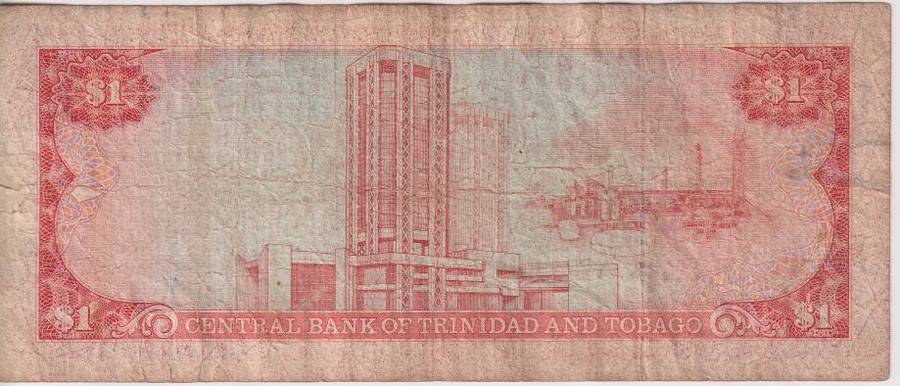 $1 $1
$1 CENTRAL BANK OF TRINIDAD AND TOBAGO $1